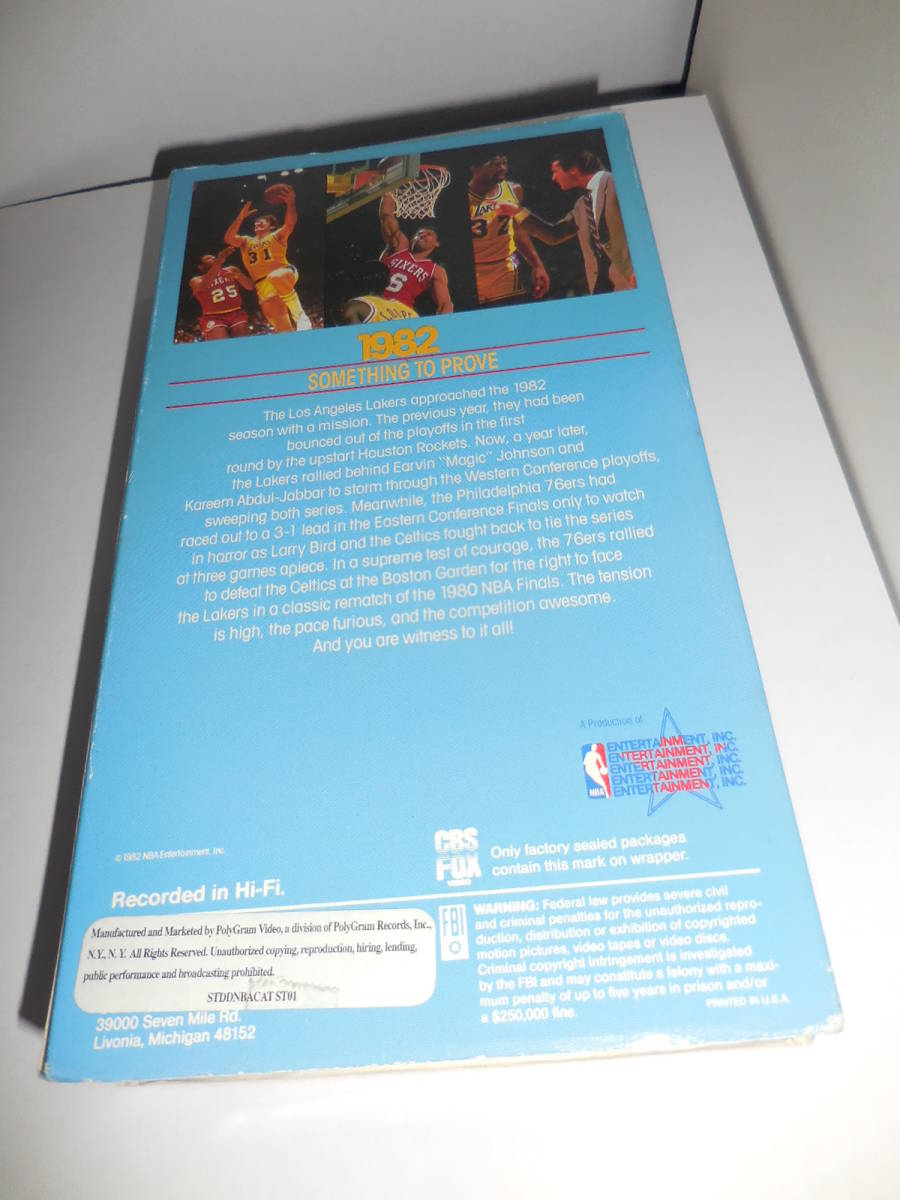 31
25
SIXERS
6
LAKERS
37
1982
SOMETHING TO PROVE
The Los Angeles Lakers approached the 1982
season with a mission. The previous year, they had been
bounced out of the playoffs in the first
round by the upstart Houston Rockets. Now, a year later,
the Lakers rallied behind Earvin "Magic" Johnson and
Kareem Abdul-Jabbar to storm through the Western Conference playoffs,
sweeping both series. Meanwhile, the Philadelphia 76ers had
raced out to a 3-1 lead in the Eastern Conference Finals only to watch
in horror as Larry Bird and the Celtics fought back to tie the series
at three games apiece. In a supreme test of courage, the 76ers rallied
to defeat the Celtics at the Boston Garden for the right to face
the Lakers in a classic rematch of the 1980 NBA Finals. The tension
is high, the pace furious, and the competition awesome.
And you are witness to it all!
A Production of
ENTERTAINMENT, INC.
ENTERTAINMENT, INC.
ENTERTAINMENT, INC.
ENTERTAINMENT, INC.
ENTERTAINMENT, INC.
NBA
© 1982 NBA Entertainment, Inc.
CBS
FOX
VIDEO
Only factory sealed packages
contain this mark on wrapper.
Recorded in Hi-Fi.
Manufactured and Marketed by PolyGram Video, a division of PolyGram Records, Inc.,
N.Y., N. Y. All Rights Reserved. Unauthorized copying, reproduction, hiring, lending,
public performance and broadcasting prohibited.
STDDNBACAT ST01
39000 Seven Mile Rd.
Livonia, Michigan 48152
FBI
WARNING: Federal law provides severe civil
and criminal penalties for the unauthorized repro-
duction, distribution or exhibition of copyrighted
motion pictures, video tapes or video discs.
Criminal copyright infringement is investigated
by the FBI and may constitute a felony with a maxi-
mum penalty of up to five years in prison and/or
a $250,000 fine.
PRINTED IN U.S.A.